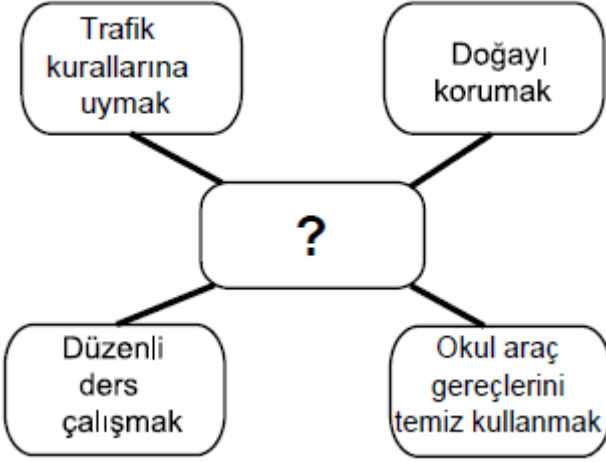 Trafik
kurallarına
uymak
Doğayı
korumak
?
Düzenli
ders
çalışmak
Okul araç
gereçlerini
temiz kullanmak